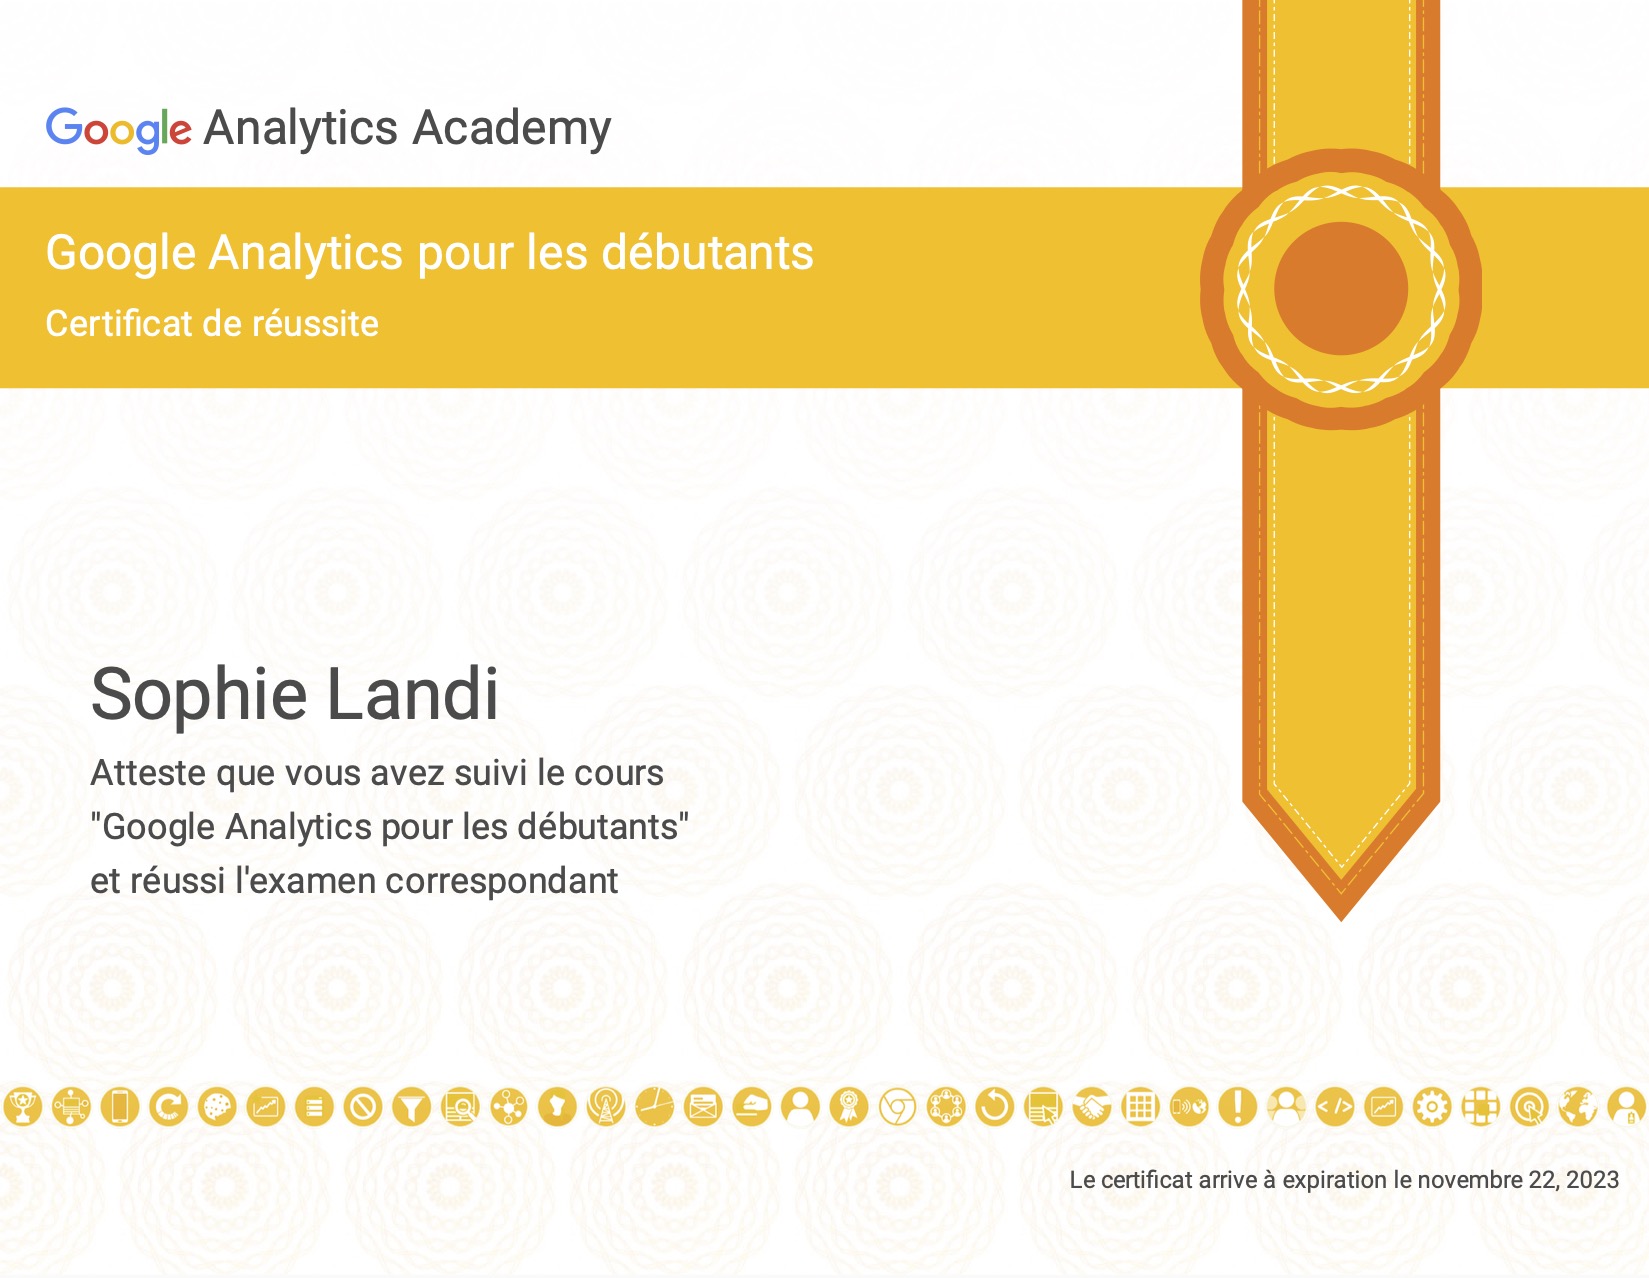 Google Analytics Academy
Google Analytics pour les débutants
Certificat de réussite
Sophie Landi
Atteste que vous avez suivi le cours
"Google Analytics pour les débutants"
et réussi l'examen correspondant
Le certificat arrive à expiration le novembre 22, 2023